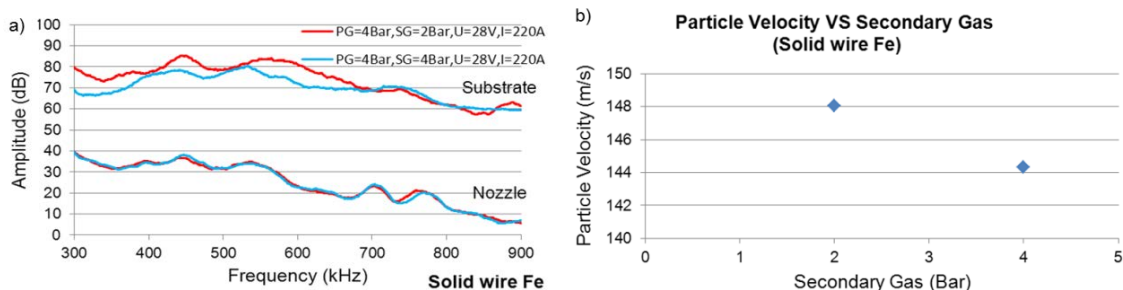 a)
PG=4Bar,SG=2Bar,U=28V,I=220A
PG=4Bar,SG=4Bar,U=28V,I=220A
Substrate
Nozzle
Amplitude (dB)
100
90
80
70
60
50
40
30
20
10
0
300 400 500 600 700 800 900
Frequency (kHz)
Solid wire Fe
b)
Particle Velocity VS Secondary Gas
(Solid wire Fe)
Particle Velocity (m/s)
150
148
146
144
142
140
0 1 2 3 4 5
Secondary Gas (Bar)